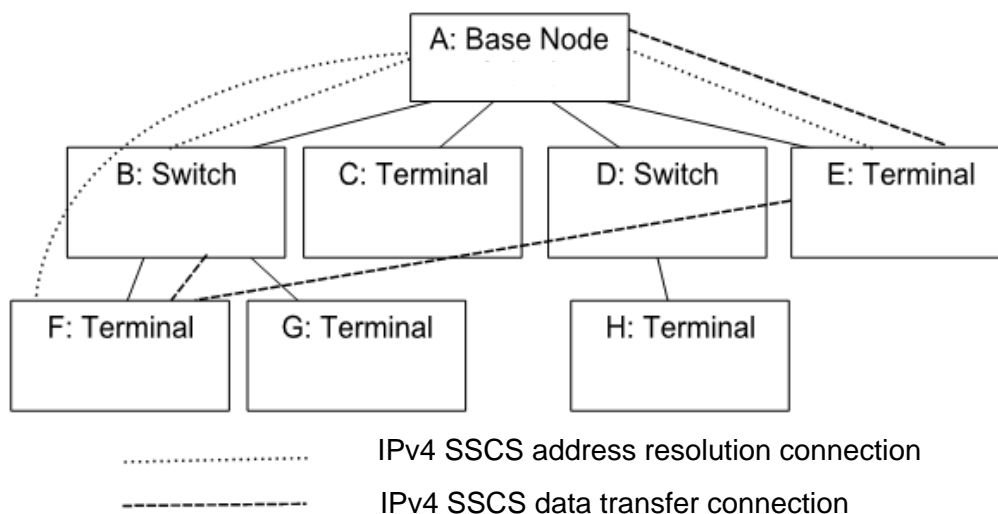 A: Base Node
B: Switch
C: Terminal
D: Switch
E: Terminal
F: Terminal
G: Terminal
H: Terminal
IPv4 SSCS address resolution connection
IPv4 SSCS data transfer connection